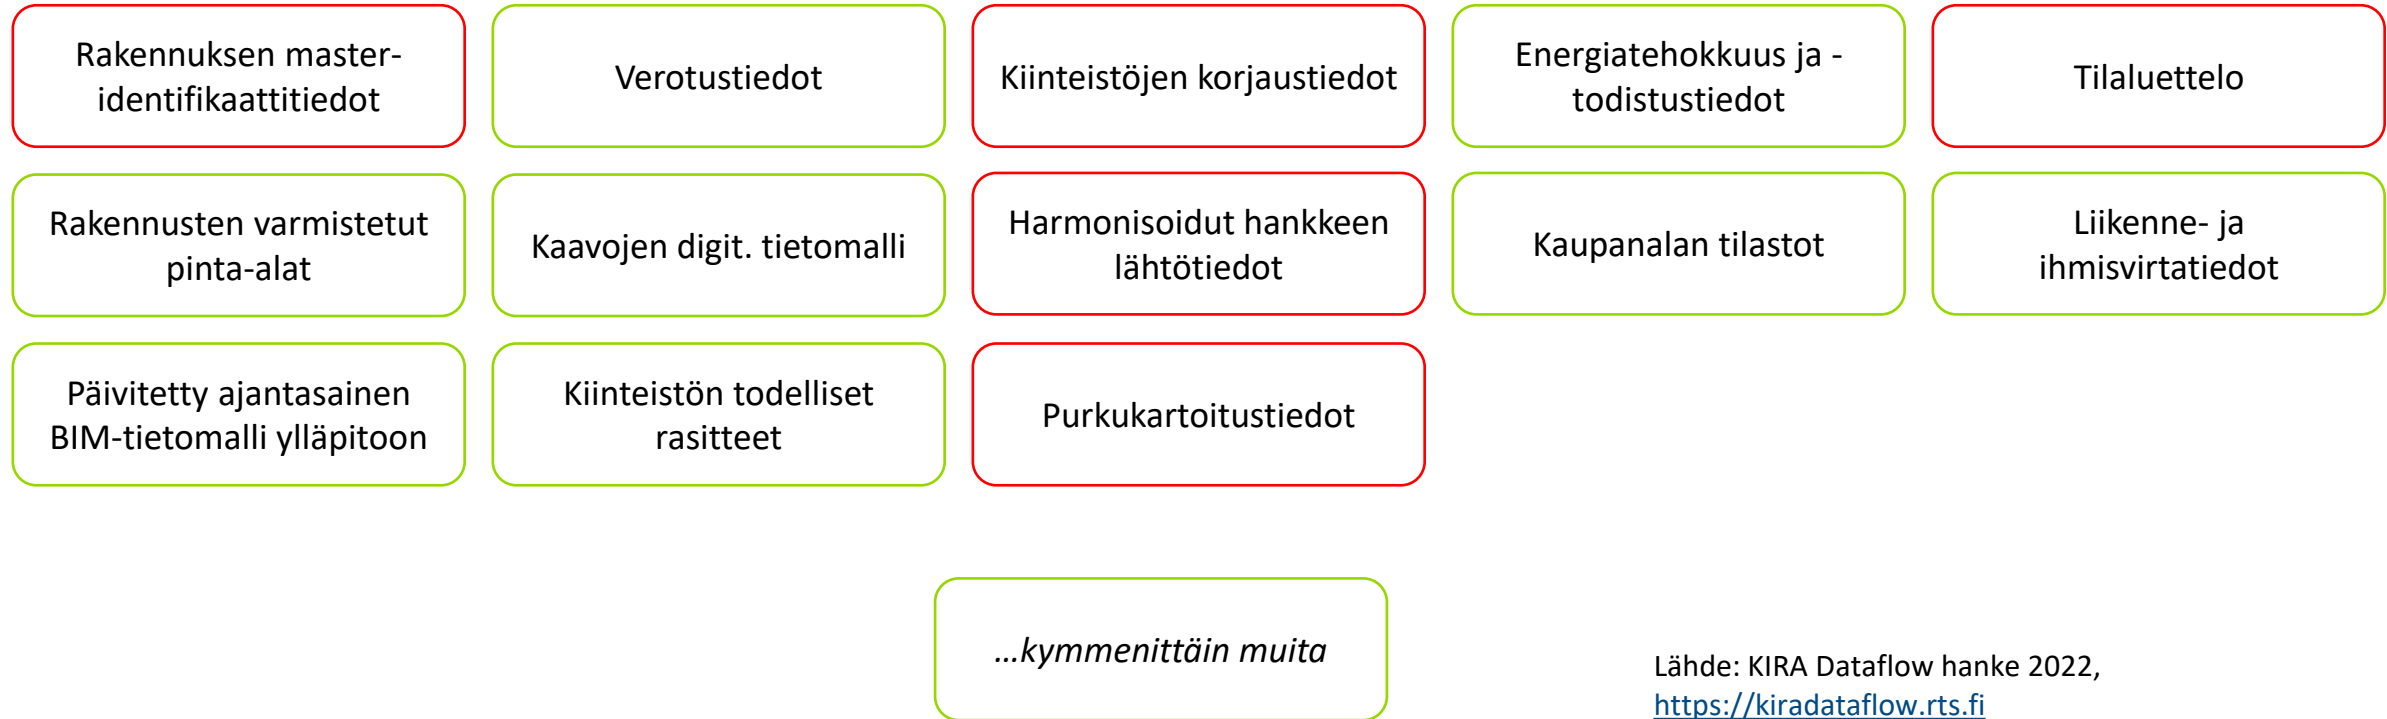 Rakennuksen master-
identifikaattitiedot
Verotustiedot
Kiinteistöjen korjaustiedot
Energiatehokkuus ja -
todistustiedot
Tilaluettelo
Rakennusten varmistetut
pinta-alat
Kaavojen digit. tietomalli
Harmonisoidut hankkeen
lähtötiedot
Kaupanalan tilastot
Liikenne- ja
ihmisvirtatiedot
Päivitetty ajantasainen
BIM-tietomalli ylläpitoon
Kiinteistön todelliset
rasitteet
Purkukartoitustiedot
…kymmenittäin muita
Lähde: KIRA Dataflow hanke 2022,
https://kiradataflow.rts.fi